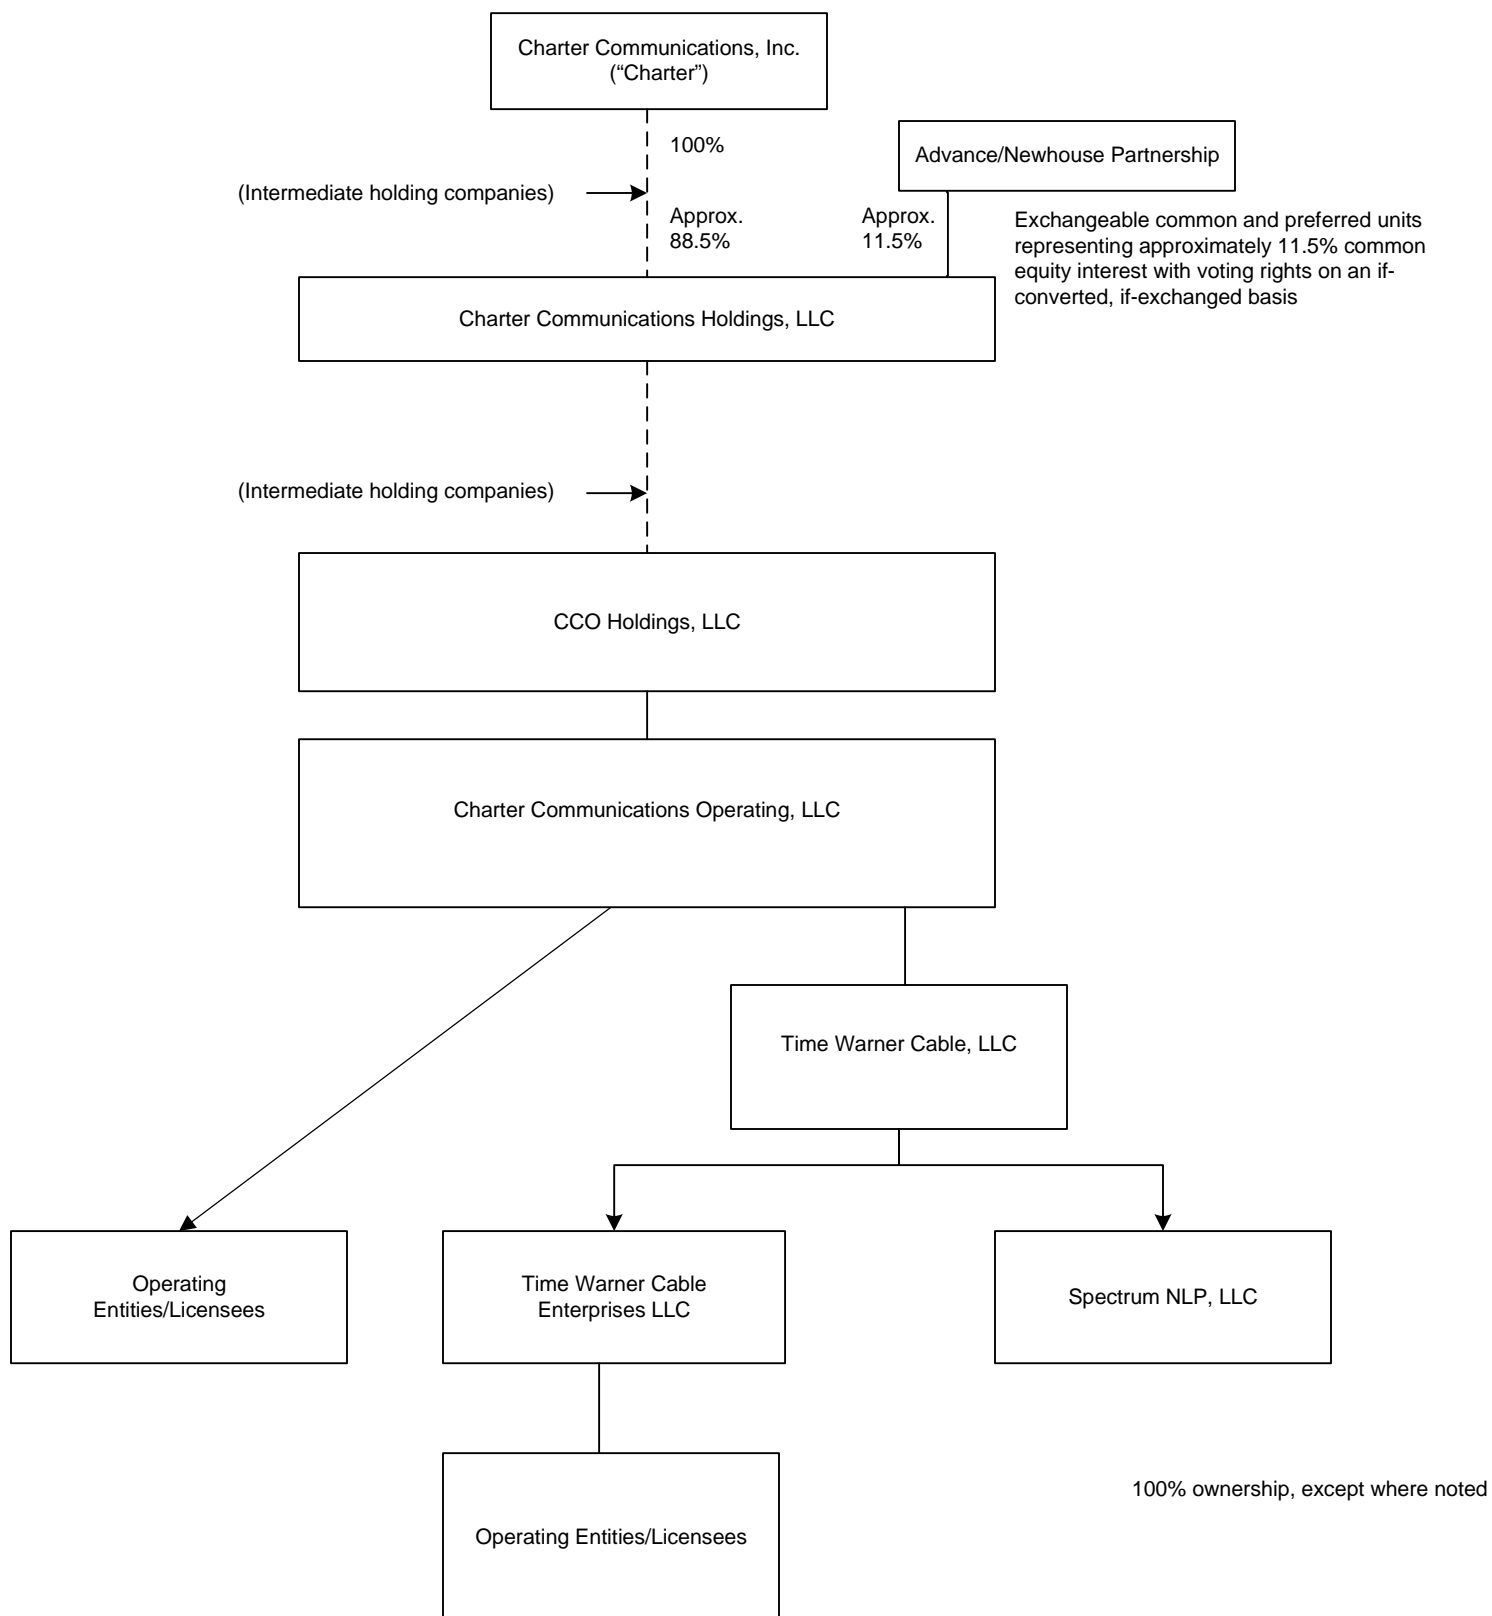 Charter Communications, Inc.
(“Charter”)
100%
Advance/Newhouse Partnership
(Intermediate holding companies)
Approx.
88.5%
Approx.
11.5%
Exchangeable common and preferred units
representing approximately 11.5% common
equity interest with voting rights on an if-
converted, if-exchanged basis
Charter Communications Holdings, LLC
(Intermediate holding companies)
CCO Holdings, LLC
Charter Communications Operating, LLC
Time Warner Cable, LLC
Operating
Entities/Licensees
Time Warner Cable
Enterprises LLC
Spectrum NLP, LLC
100% ownership, except where noted
Operating Entities/Licensees